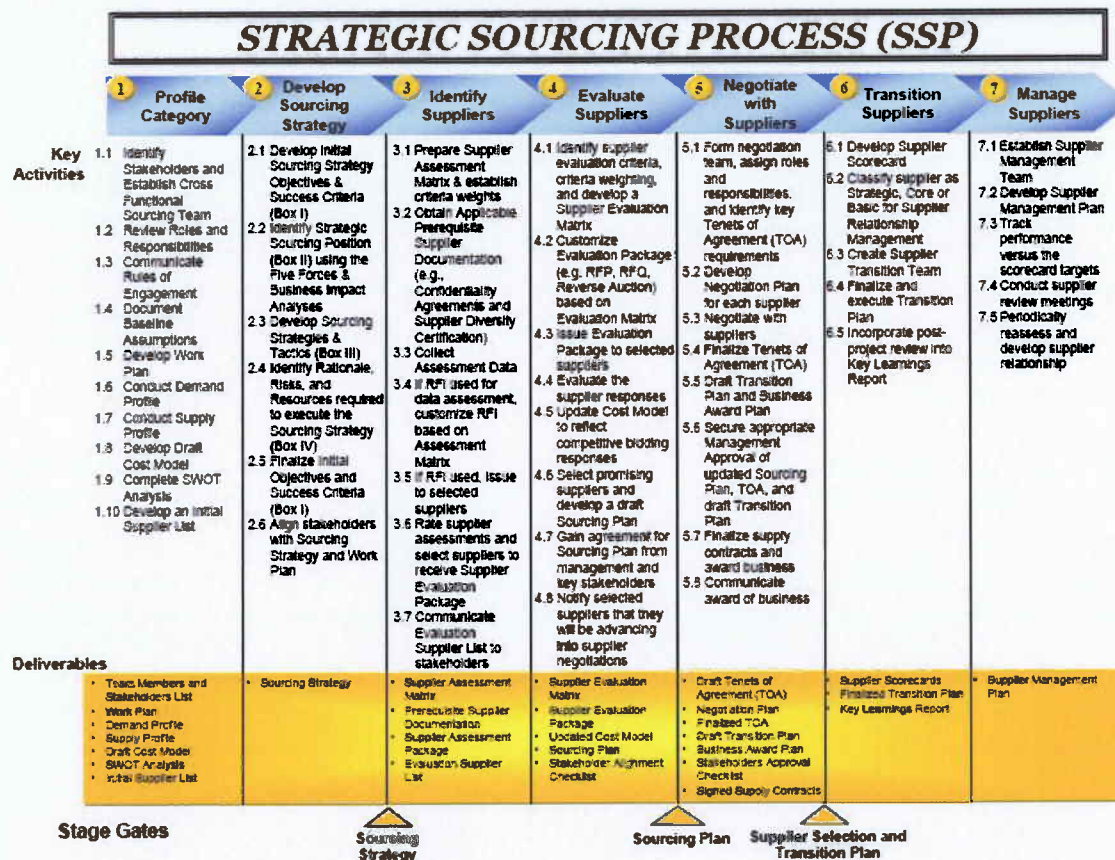 STRATEGIC SOURCING PROCESS (SSP)
1
Profile
Category
2
Develop
Sourcing
Strategy
3
Identify
Suppliers
4
Evaluate
Suppliers
5
Negotiate
with
Suppliers
6
Transition
Suppliers
7
Manage
Suppliers
Key
Activities
1.1 Identify
Stakeholders and
Establish Cross
Functional
Sourcing Team
1.2 Review Roles and
Responsibilities
1.3 Communicate
Rules of
Engagement
1.4 Document
Baseline
Assumptions
1.5 Develop Work
Plan
1.6 Conduct Demand
Profile
1.7 Conduct Supply
Profile
1.8 Develop Draft
Cost Model
1.9 Complete SWOT
Analysis
1.10 Develop an Initial
Supplier List
2.1 Develop Initial
Sourcing Strategy
Objectives &
Success Criteria
(Box I)
2.2 Identify Strategic
Sourcing Position
(Box II) using the
Five Forces &
Business Impact
Analyses
2.3 Develop Sourcing
Strategies &
Tactics (Box III)
2.4 Identify Rationale,
Risks, and
Resources required
to execute the
Sourcing Strategy
(Box IV)
2.5 Finalize Initial
Objectives and
Success Criteria
(Box I)
2.6 Align stakeholders
with Sourcing
Strategy and Work
Plan
3.1 Prepare Supplier
Assessment
Matrix & establish
criteria weights
3.2 Obtain Applicable
Prerequisite
Supplier
Documentation
(e.g.,
Confidentiality
Agreements and
Supplier Diversity
Certification)
3.3 Collect
Assessment Data
3.4 If RFI used for
data assessment,
customize RFI
based on
Assessment
Matrix
3.5 If RFI used, issue
to selected
suppliers
3.6 Rate supplier
assessments and
select suppliers to
receive Supplier
Evaluation
Package
3.7 Communicate
Evaluation
Supplier List to
stakeholders
4.1 Identify supplier
evaluation criteria,
criteria weighting,
and develop a
Supplier Evaluation
Matrix
4.2 Customize
Evaluation Package
(e.g. RFP, RFQ,
Reverse Auction)
based on
Evaluation Matrix
4.3 Issue Evaluation
Package to selected
suppliers
4.4 Evaluate the
supplier responses
4.5 Update Cost Model
to reflect
competitive bidding
responses
4.6 Select promising
suppliers and
develop a draft
Sourcing Plan
4.7 Gain agreement for
Sourcing Plan from
management and
key stakeholders
4.8 Notify selected
suppliers that they
will be advancing
into supplier
negotiations
5.1 Form negotiation
team, assign roles
and
responsibilities,
and identify key
Tenets of
Agreement (TOA)
requirements
5.2 Develop
Negotiation Plan
for each supplier
5.3 Negotiate with
suppliers
5.4 Finalize Tenets of
Agreement (TOA)
5.5 Draft Transition
Plan and Business
Award Plan
5.6 Secure appropriate
Management
Approval of
updated Sourcing
Plan, TOA, and
draft Transition
Plan
5.7 Finalize supply
contracts and
award business
5.8 Communicate
award of business
6.1 Develop Supplier
Scorecard
6.2 Classify supplier as
Strategic, Core or
Basic for Supplier
Relationship
Management
6.3 Create Supplier
Transition Team
6.4 Finalize and
execute Transition
Plan
6.5 Incorporate post-
project review into
Key Learnings
Report
7.1 Establish Supplier
Management
Team
7.2 Develop Supplier
Management Plan
7.3 Track
performance
versus the
scorecard targets
7.4 Conduct supplier
review meetings
7.5 Periodically
reassess and
develop supplier
relationship
Deliverables
• Team Members and
Stakeholders List
• Work Plan
• Demand Profile
• Supply Profile
• Draft Cost Model
• SWOT Analysis
• Initial Supplier List
• Sourcing Strategy
• Supplier Assessment
Matrix
• Prerequisite Supplier
Documentation
• Supplier Assessment
Package
• Evaluation Supplier
List
• Supplier Evaluation
Matrix
• Supplier Evaluation
Package
• Updated Cost Model
• Sourcing Plan
• Stakeholder Alignment
Checklist
• Draft Tenets of
Agreement (TOA)
• Negotiation Plan
• Finalized TOA
• Draft Transition Plan
• Business Award Plan
• Stakeholders Approval
Checklist
• Signed Supply Contracts
• Supplier Scorecards
• Finalized Transition Plan
• Key Learnings Report
• Supplier Management
Plan
Stage Gates
Sourcing
Strategy
Sourcing Plan
Supplier Selection and
Transition Plan